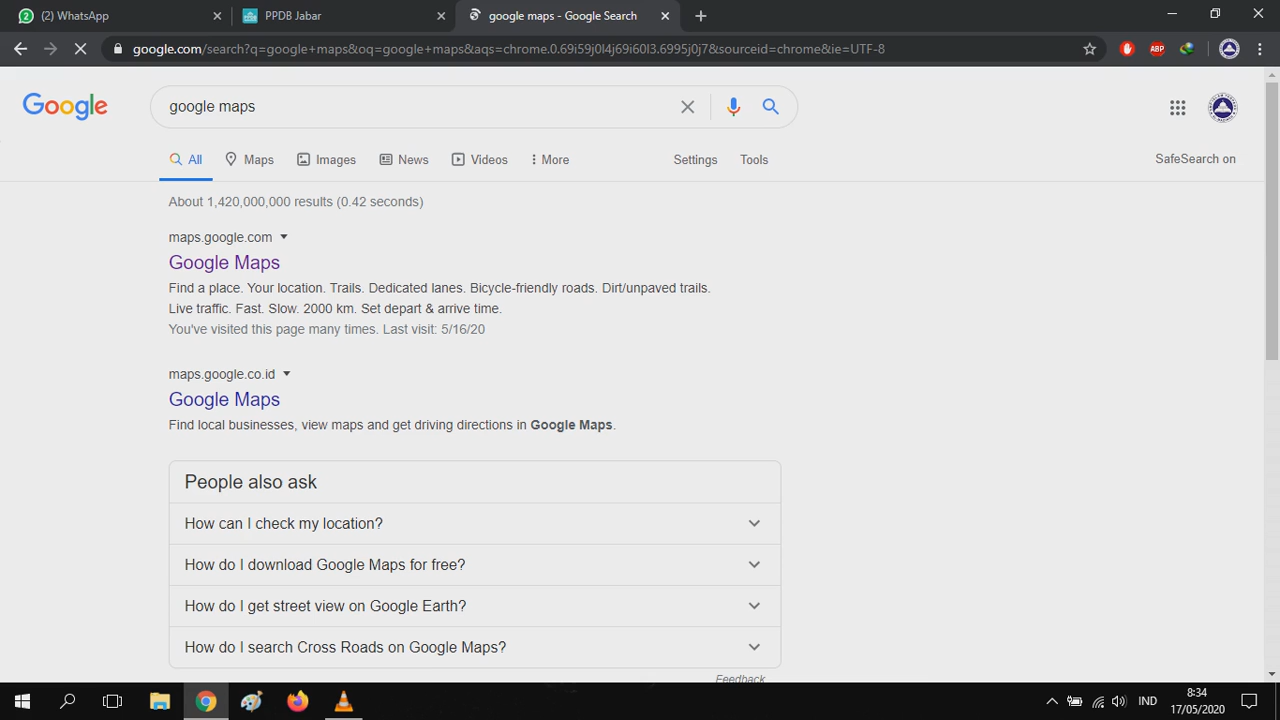 (2) WhatsApp
PPDB Jabar
google maps - Google Search
google.com/search?q=google+maps&oq=google+maps&aqs=chrome.0.69i59j0l4j69i60l3.6995j0j7&sourceid=chrome&ie=UTF-8
ABP
Google
google maps
All
Maps
Images
News
Videos
More
Settings
Tools
SafeSearch on
About 1,420,000,000 results (0.42 seconds)
maps.google.com
Google Maps
Find a place. Your location. Trails. Dedicated lanes. Bicycle-friendly roads. Dirt/unpaved trails.
Live traffic. Fast. Slow. 2000 km. Set depart & arrive time.
You've visited this page many times. Last visit: 5/16/20
maps.google.co.id
Google Maps
Find local businesses, view maps and get driving directions in Google Maps.
People also ask
How can I check my location?
How do I download Google Maps for free?
How do I get street view on Google Earth?
How do I search Cross Roads on Google Maps?
Feedback
IND
8:34
17/05/2020